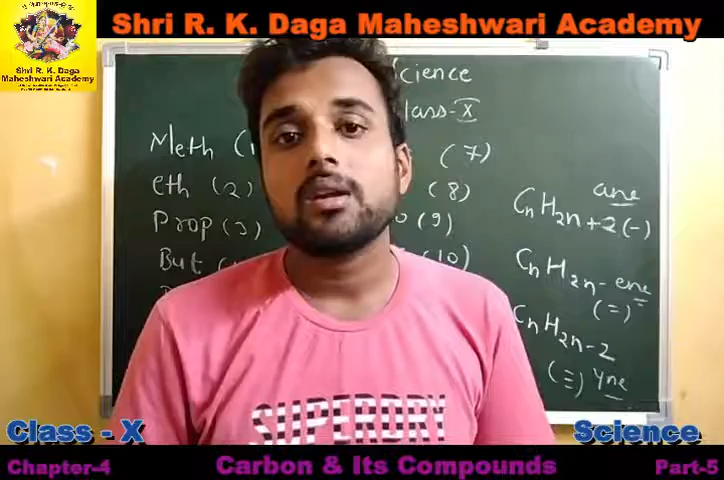 Shri R. K. Daga Maheshwari Academy
Shri R. K. Daga
Maheshwari Academy
Science
Class-X
Meth
(7)
eth (2)
(8)
Prop (3)
(9)
But
(10)
ane
CnH2n+2 (-)
CnH2n-ene
(=)
CnH2n-2
(≡) yne
SUPERDRY
Class - X
Science
Chapter-4
Carbon & Its Compounds
Part-5